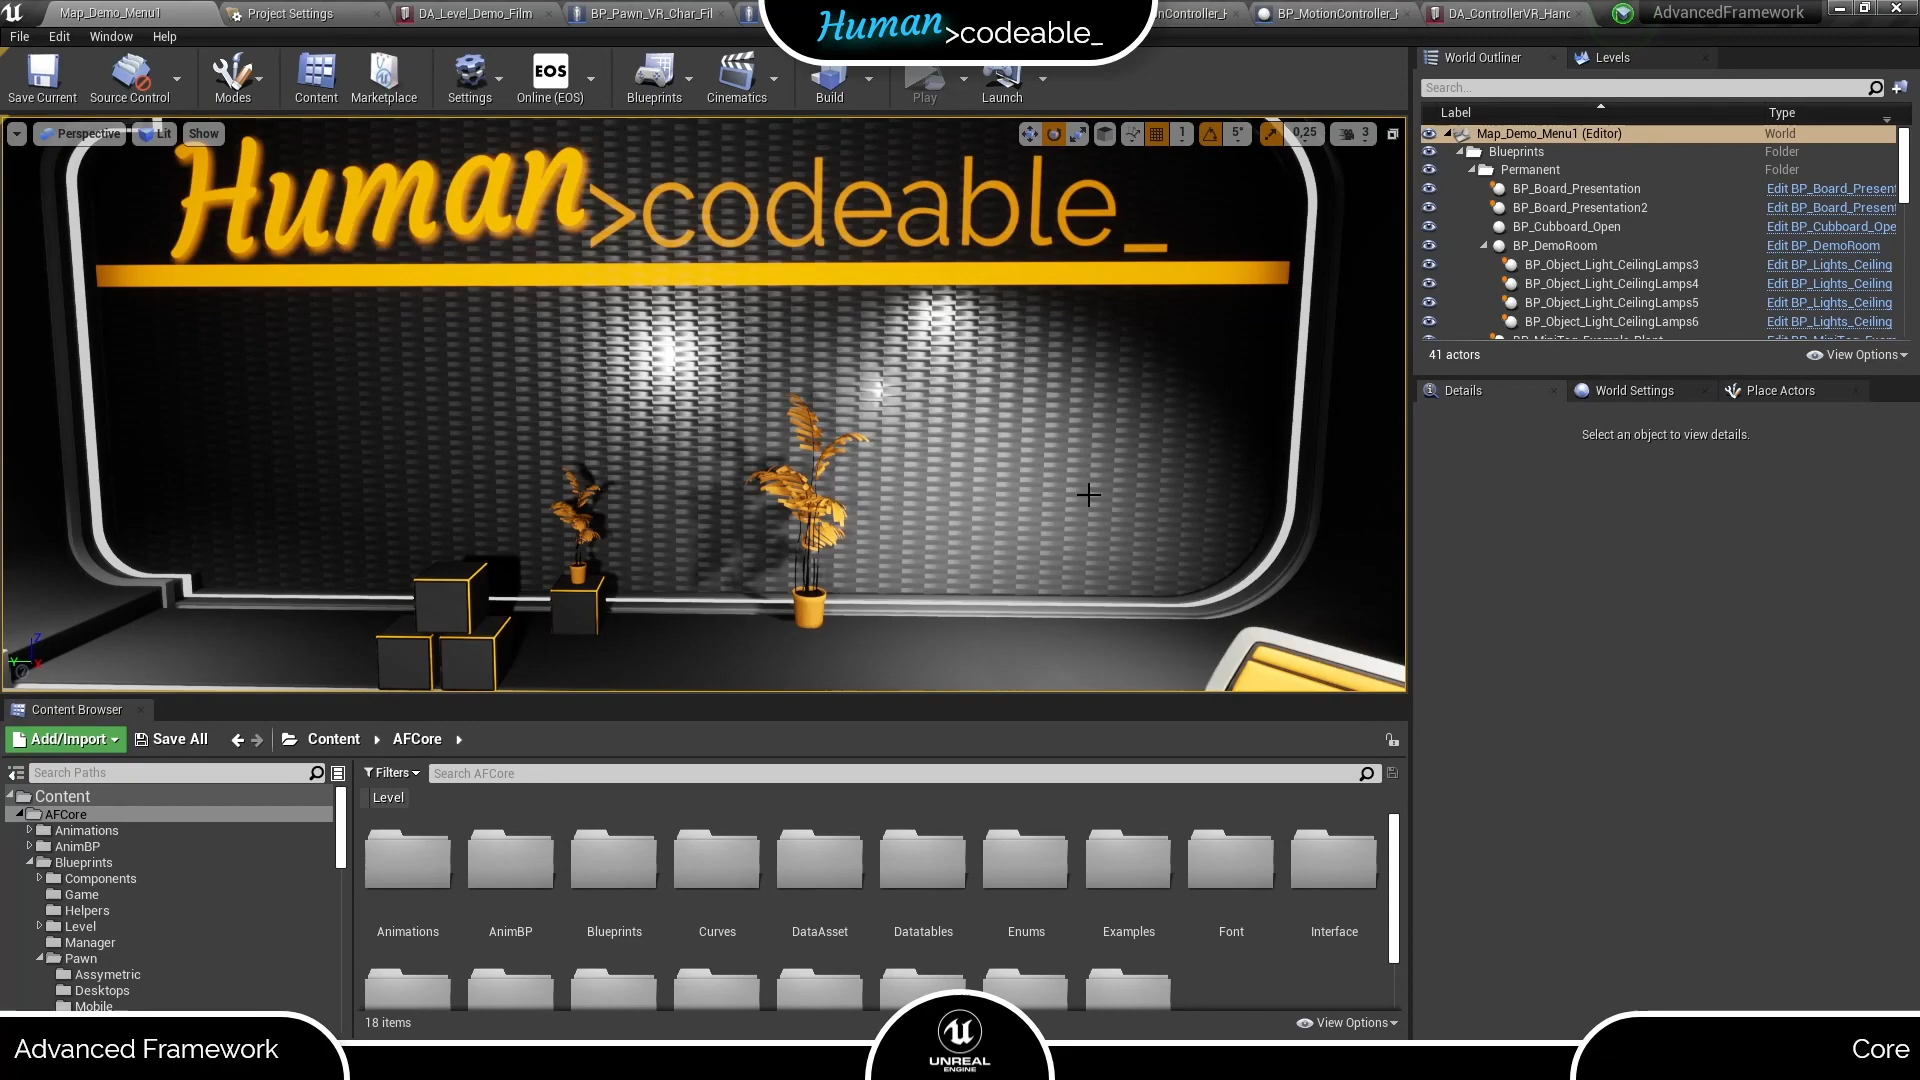 Map_Demo_Menu1
Project Settings
DA_Level_Demo_Film
BP_Pawn_VR_Char_Fil
nController_H
BP_MotionController_H
DA_ControllerVR_Hand
AdvancedFramework
Human>codeable_
File Edit Window Help
Save Current
Source Control
Modes
Content
Marketplace
Settings
EOS
Online (EOS)
Blueprints
Cinematics
Build
Play
Launch
Perspective
Lit
Show
1
5°
0,25
3
Human>codeable_
Z
Y
X
World Outliner
Levels
Search...
Label Type
Map_Demo_Menu1 (Editor) World
Blueprints Folder
Permanent Folder
BP_Board_Presentation Edit BP_Board_Present
BP_Board_Presentation2 Edit BP_Board_Present
BP_Cubboard_Open Edit BP_Cubboard_Ope
BP_DemoRoom Edit BP_DemoRoom
BP_Object_Light_CeilingLamps3 Edit BP_Lights_Ceiling
BP_Object_Light_CeilingLamps4 Edit BP_Lights_Ceiling
BP_Object_Light_CeilingLamps5 Edit BP_Lights_Ceiling
BP_Object_Light_CeilingLamps6 Edit BP_Lights_Ceiling
41 actors
View Options
Details
World Settings
Place Actors
Select an object to view details.
Content Browser
Add/Import
Save All
Content
AFCore
Search Paths
Content
AFCore
Animations
AnimBP
Blueprints
Components
Game
Helpers
Level
Manager
Pawn
Assymetric
Desktops
Mobile
Filters
Search AFCore
Level
Animations
AnimBP
Blueprints
Curves
DataAsset
Datatables
Enums
Examples
Font
Interface
18 items
View Options
Advanced Framework
UNREAL
ENGINE
Core